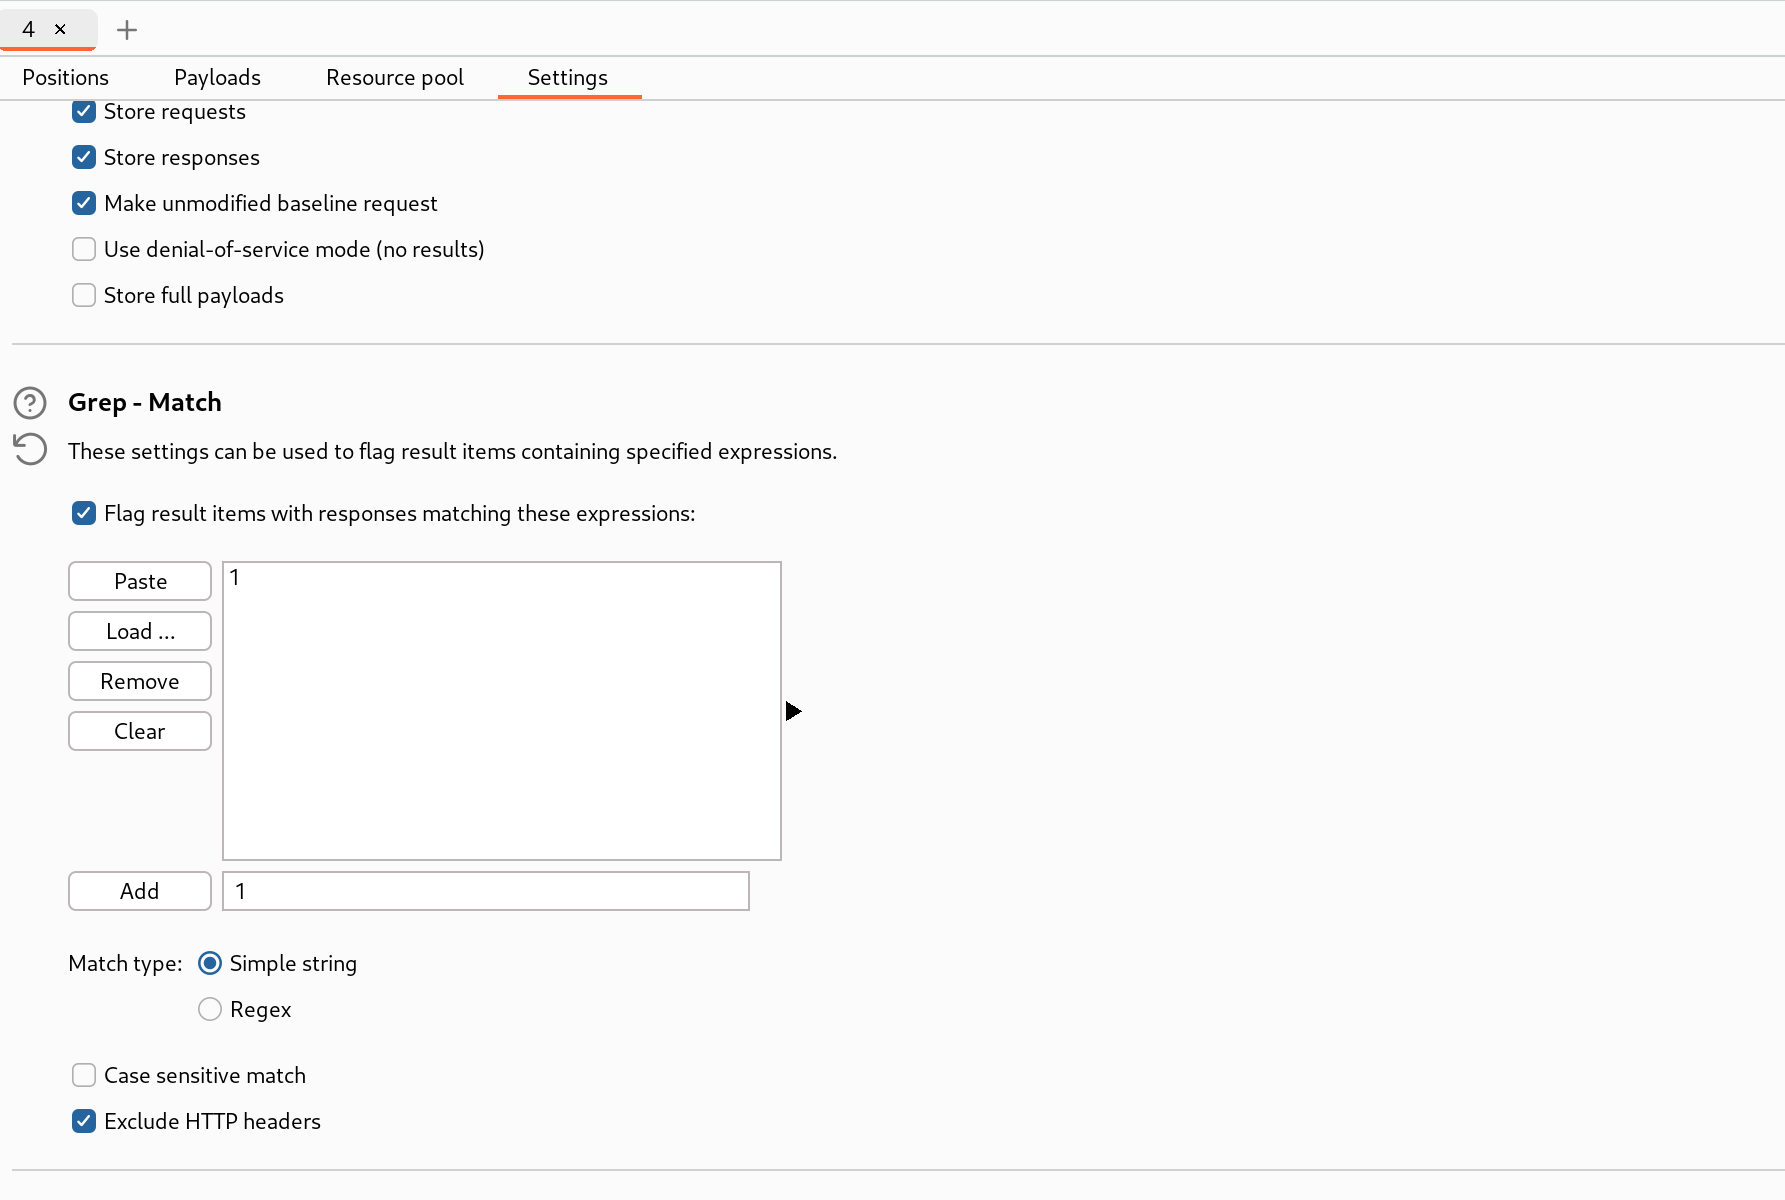 4 ×
Positions Payloads Resource pool Settings
Store requests
Store responses
Make unmodified baseline request
Use denial-of-service mode (no results)
Store full payloads
Grep - Match
These settings can be used to flag result items containing specified expressions.
Flag result items with responses matching these expressions:
Paste
1
Load ...
Remove
Clear
Add
1
Match type: Simple string
Regex
Case sensitive match
Exclude HTTP headers